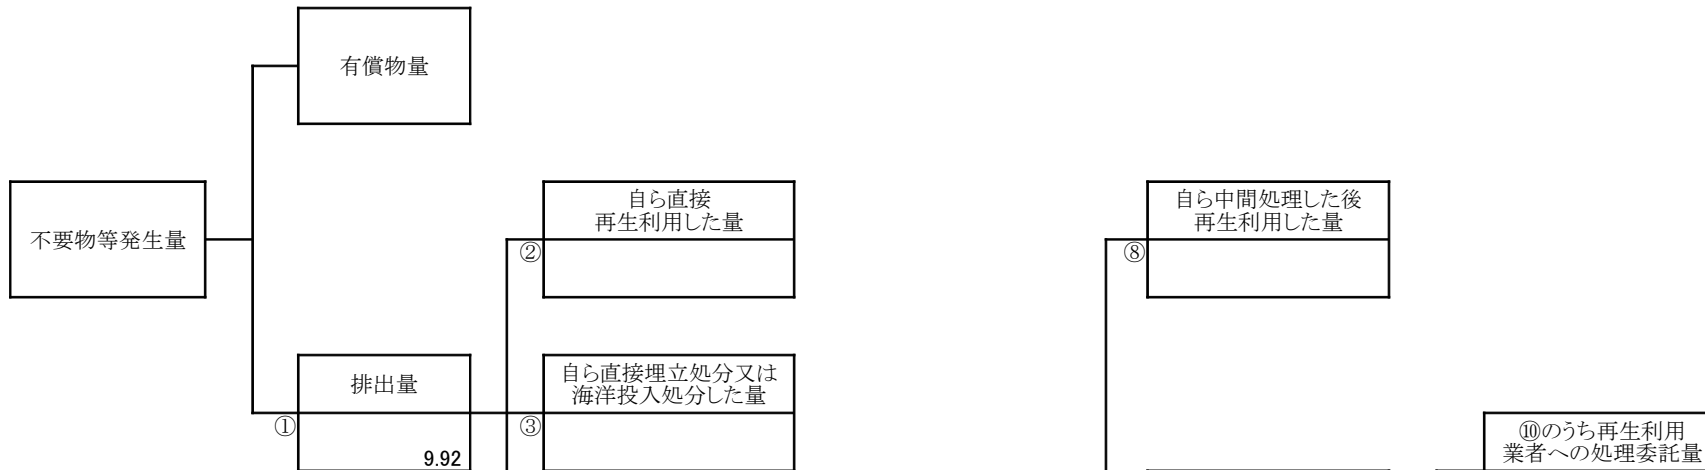 有償物量
不要物等発生量
自ら直接
再生利用した量
②
自ら中間処理した後
再生利用した量
⑧
排出量
①
9.92
自ら直接埋立処分又は
海洋投入処分した量
③
⑩のうち再生利用
業者への処理委託量